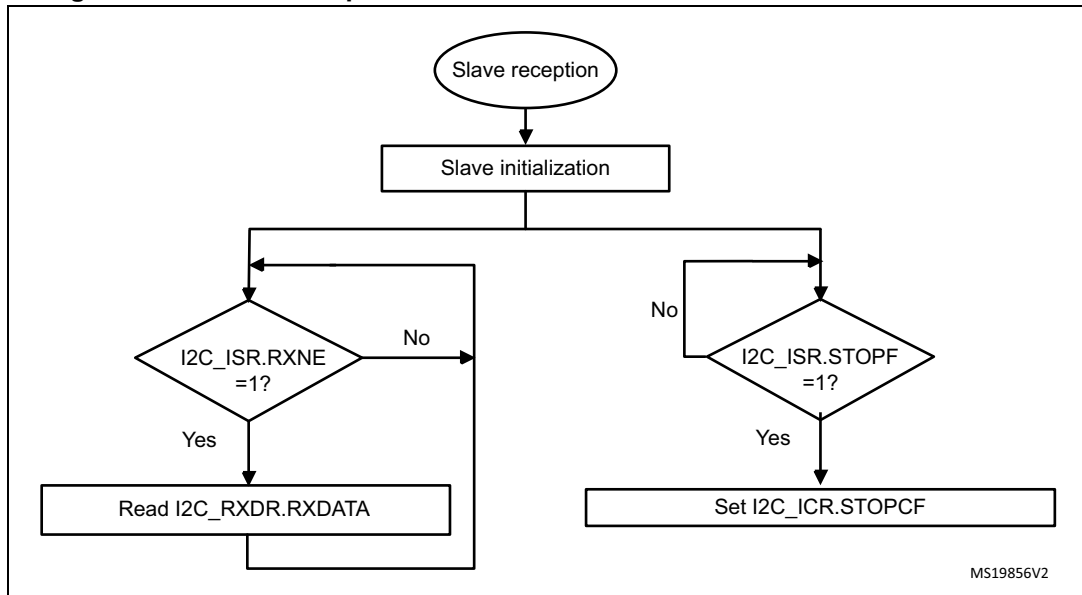 Slave reception
Slave initialization
I2C_ISR.RXNE
=1?
No
Yes
Read I2C_RXDR.RXDATA
No
I2C_ISR.STOPF
=1?
Yes
Set I2C_ICR.STOPCF
MS19856V2